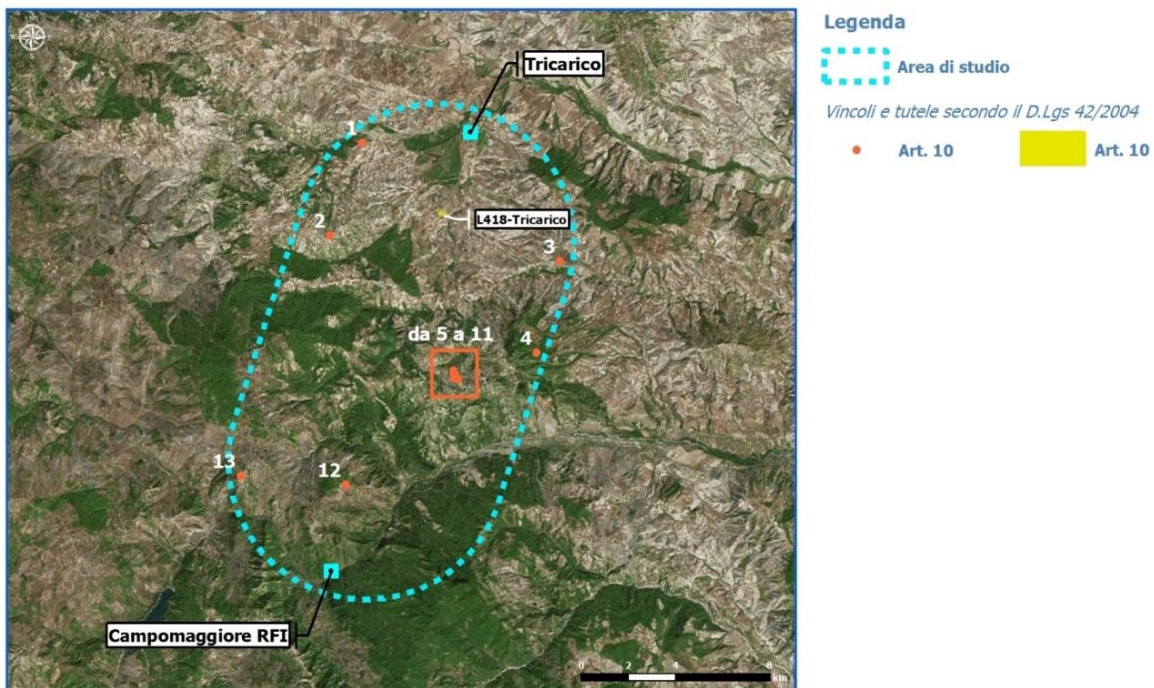 Tricarico
1
2
L418-Tricarico
3
da 5 a 11
4
13
12
Campomaggiore RFI
0 2 4 8
km
Legenda
Area di studio
Vincoli e tutele secondo il D.Lgs 42/2004
Art. 10 Art. 10